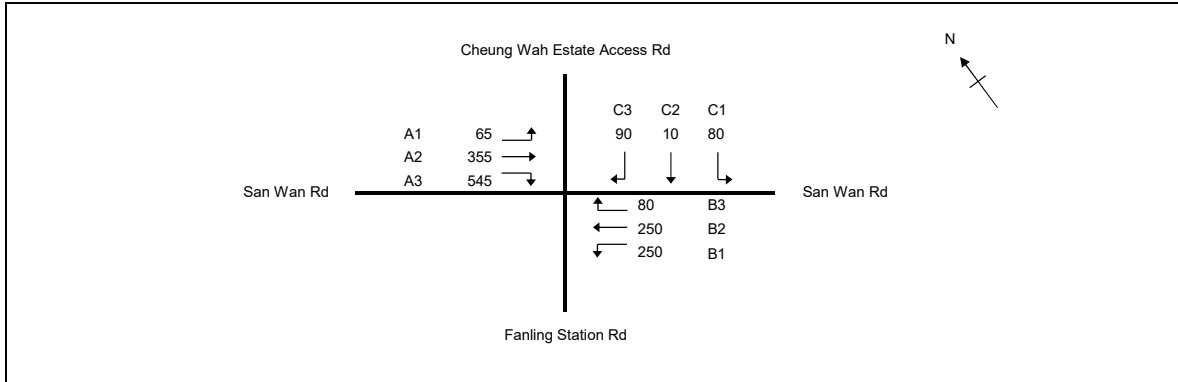 Cheung Wah Estate Access Rd
N
C3 C2 C1
A1 65 90 10 80
A2 355
A3 545
San Wan Rd San Wan Rd
80 B3
250 B2
250 B1
Fanling Station Rd